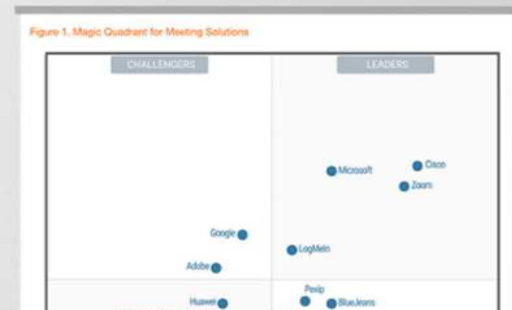 Figure 1. Magic Quadrant for Meeting Solutions
CHALLENGERS
LEADERS
Microsoft
Cisco
Zoom
Google
LogMeIn
Adobe
Pexip
Huawei
BlueJeans